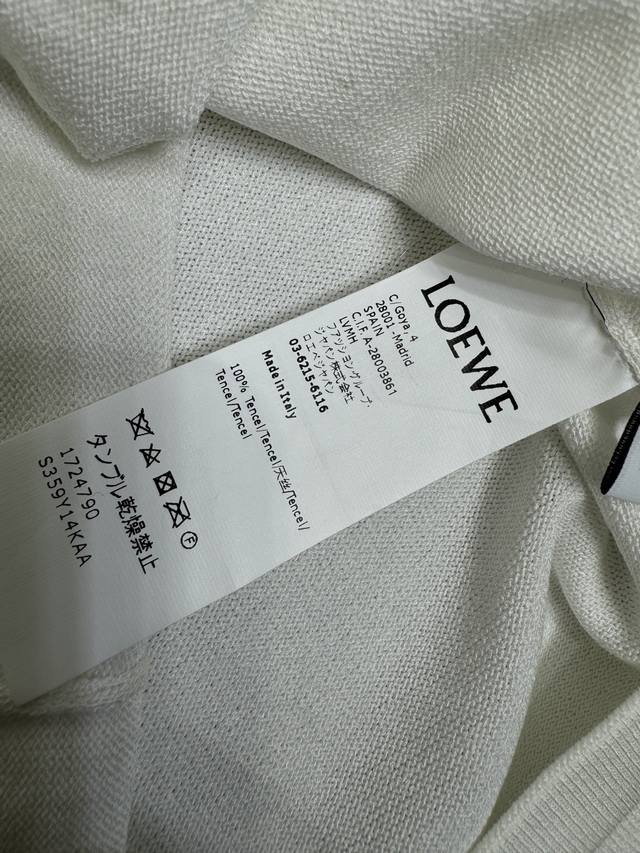 LOEWE
C/Goya, 4
28001 -Madrid
SPAIN
C.I.F. A-28003861
LVMH
ファッショングループ・
ジャパン株式会社
ロエベジャパン
03-6215-6116
Made in Italy
100% Tencel/Tencel/天丝/Tencel/
Tencel/Tencel
F
タンブル乾燥禁止
1724790
S359Y14KAA